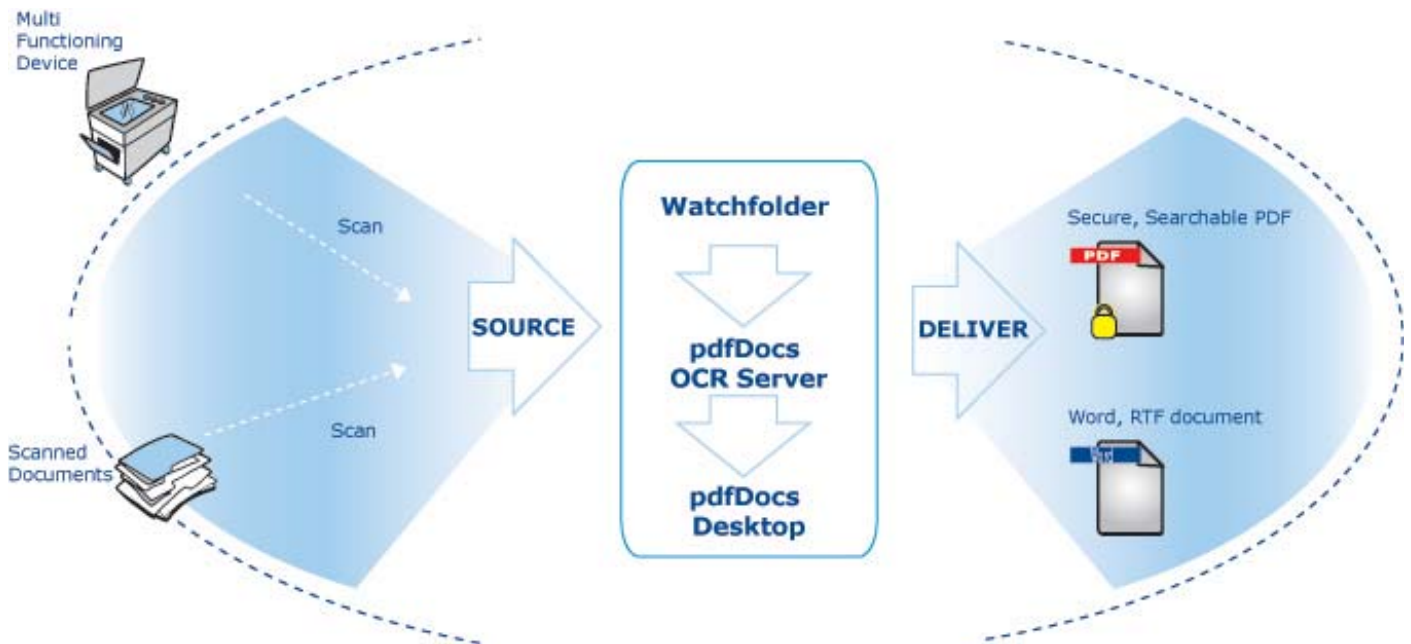 Multi
Functioning
Device
Scan
Scan
Scanned
Documents
SOURCE
Watchfolder
pdfDocs
OCR Server
pdfDocs
Desktop
DELIVER
Secure, Searchable PDF
PDF
Word, RTF document